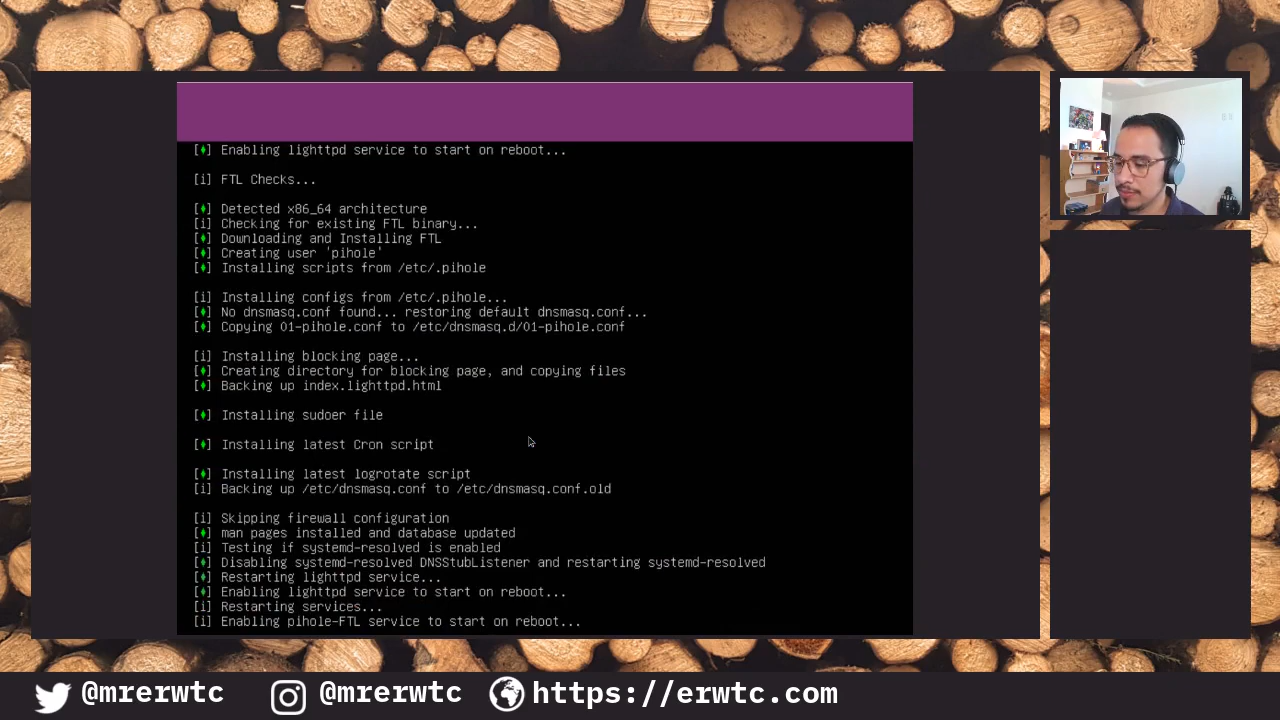 [♦] Enabling lighttpd service to start on reboot...
[i] FTL Checks...
[♦] Detected x86_64 architecture
[i] Checking for existing FTL binary...
[♦] Downloading and Installing FTL
[♦] Creating user 'pihole'
[♦] Installing scripts from /etc/.pihole
[i] Installing configs from /etc/.pihole...
[♦] No dnsmasq.conf found... restoring default dnsmasq.conf...
[♦] Copying 01-pihole.conf to /etc/dnsmasq.d/01-pihole.conf
[i] Installing blocking page...
[♦] Creating directory for blocking page, and copying files
[♦] Backing up index.lighttpd.html
[♦] Installing sudoer file
[♦] Installing latest Cron script
[♦] Installing latest logrotate script
[i] Backing up /etc/dnsmasq.conf to /etc/dnsmasq.conf.old
[i] Skipping firewall configuration
[♦] man pages installed and database updated
[i] Testing if systemd-resolved is enabled
[♦] Disabling systemd-resolved DNSStubListener and restarting systemd-resolved
[♦] Restarting lighttpd service...
[♦] Enabling lighttpd service to start on reboot...
[i] Restarting services...
[i] Enabling pihole-FTL service to start on reboot...
@mrerwtc @mrerwtc https://erwtc.com